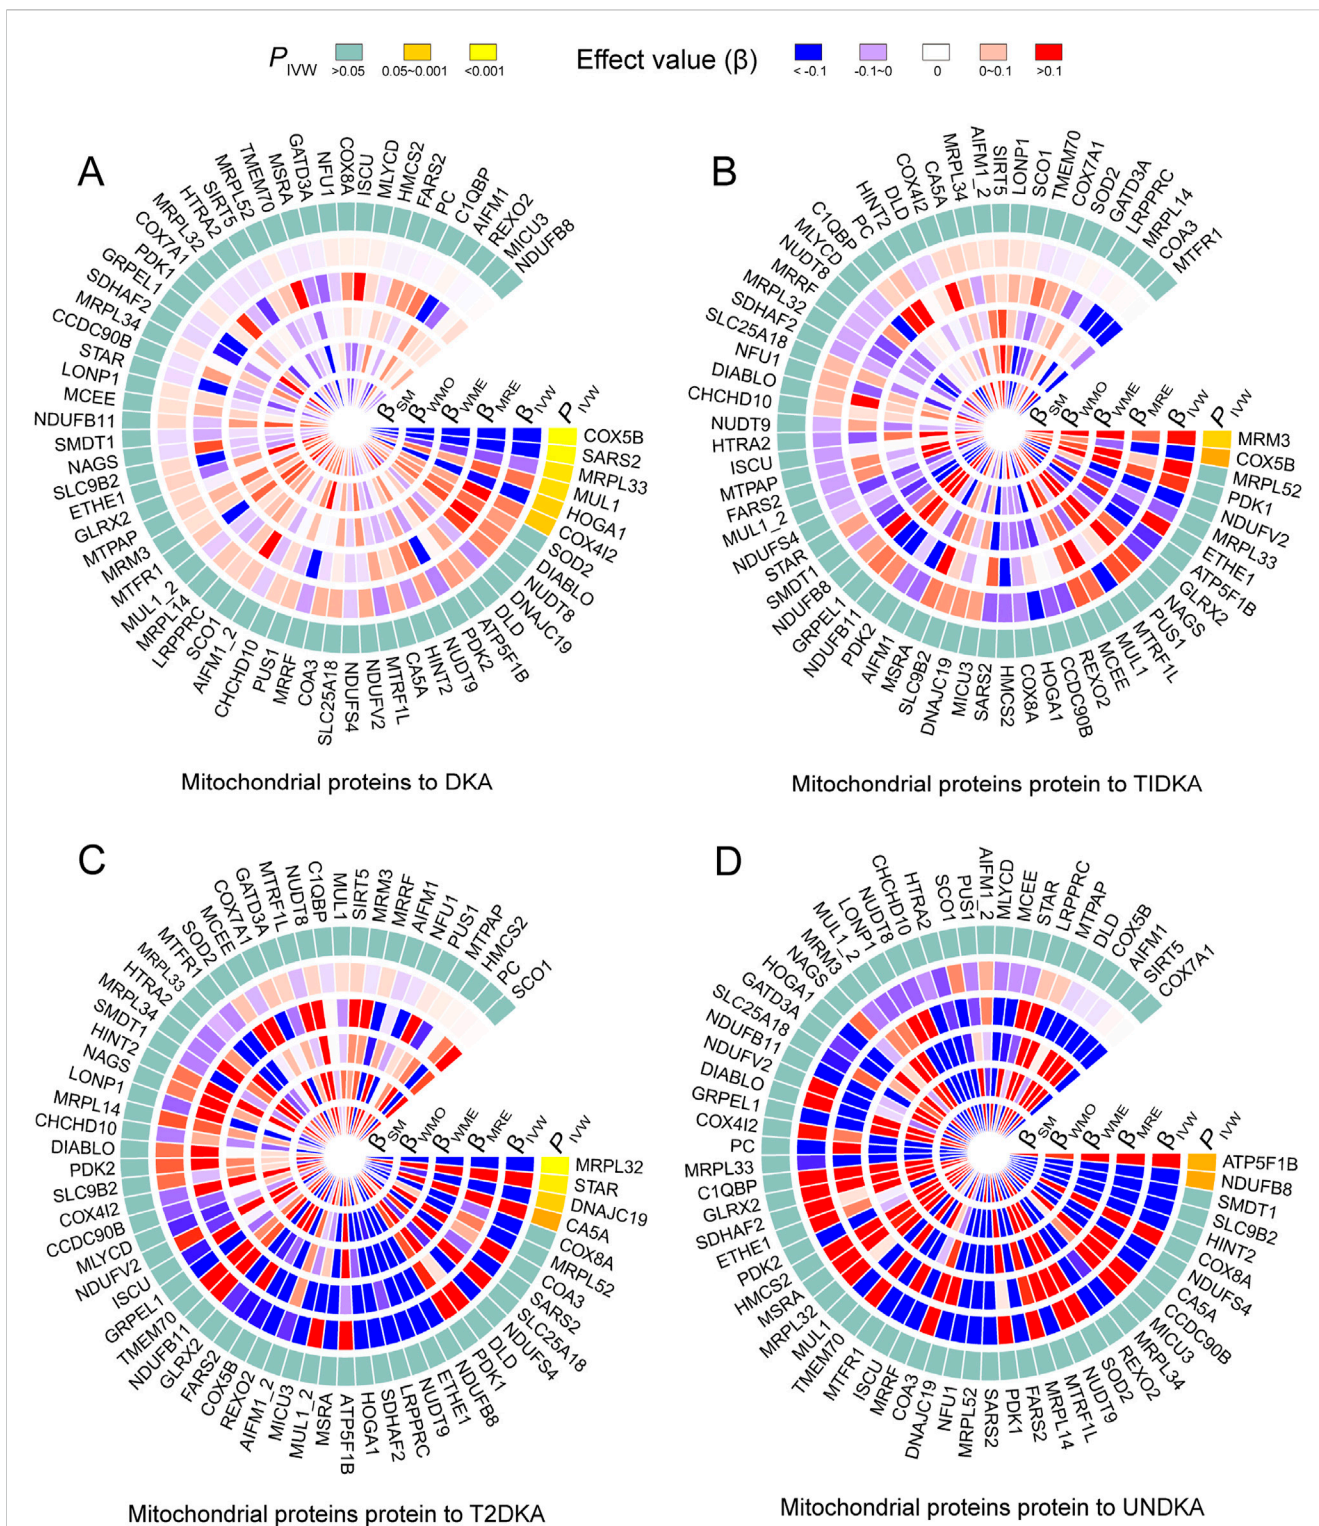 P IVW >0.05 0.05~0.001 <0.001 Effect value (β) < -0.1 -0.1~0 0 0~0.1 >0.1
A
NDUFB8
MICU3
REXO2
AIFM1
C1QBP
PC
FARS2
HMCS2
MLYCD
ISCU
COX8A
NFU1
GATD3A
MSRA
TMEM70
MRPL52
SIRT5
HTRA2
MRPL32
COX7A1
PDK1
GRPEL1
SDHAF2
MRPL34
CCDC90B
STAR
LONP1
MCEE
NDUFB11
SMDT1
NAGS
SLC9B2
ETHE1
GLRX2
MTPAP
MRM3
MTFR1
MUL1_2
MRPL14
LRPPRC
SCO1
AIFM1_2
CHCHD10
PUS1
MRRF
COA3
SLC25A18
NDUFS4
NDUFV2
MTRF1L
CA5A
HINT2
NUDT9
PDK2
ATP5F1B
DLD
DNAJC19
NUDT8
DIABLO
SOD2
COX4I2
HOGA1
MUL1
MRPL33
SARS2
COX5B
βSM βWMO βWME βMRE βIVW P IVW
Mitochondrial proteins to DKA
B
MTFR1
COA3
MRPL14
LRPPRC
GATD3A
SOD2
COX7A1
TMEM70
SCO1
LONP1
SIRT5
AIFM1_2
MRPL34
CA5A
COX4I2
DLD
HINT2
PC
C1QBP
MLYCD
NUDT8
MRRF
MRPL32
SDHAF2
SLC25A18
NFU1
DIABLO
CHCHD10
NUDT9
HTRA2
ISCU
MTPAP
FARS2
MUL1_2
NDUFS4
STAR
SMDT1
NDUFB8
GRPEL1
NDUFB11
PDK2
AIFM1
MSRA
SLC9B2
DNAJC19
MICU3
SARS2
HMCS2
COX8A
HOGA1
CCDC90B
REXO2
MCEE
MUL1
MTRF1L
PUS1
NAGS
GLRX2
ATP5F1B
ETHE1
MRPL33
NDUFV2
PDK1
MRPL52
COX5B
MRM3
βSM βWMO βWME βMRE βIVW P IVW
Mitochondrial proteins protein to TIDKA
C
SCO1
PC
HMCS2
MTPAP
PUS1
NFU1
AIFM1
MRRF
MRM3
SIRT5
MUL1
C1QBP
NUDT8
MTRF1L
GATD3A
COX7A1
MCEE
SOD2
MTFR1
MRPL33
HTRA2
MRPL34
SMDT1
HINT2
NAGS
LONP1
MRPL14
CHCHD10
DIABLO
PDK2
SLC9B2
COX4I2
CCDC90B
MLYCD
NDUFV2
ISCU
GRPEL1
TMEM70
NDUFB11
GLRX2
FARS2
COX5B
REXO2
AIFM1_2
MICU3
MUL1_2
MSRA
ATP5F1B
HOGA1
SDHAF2
LRPPRC
NUDT9
ETHE1
NDUFB8
PDK1
DLD
NDUFS4
SLC25A18
SARS2
COA3
MRPL52
COX8A
CA5A
DNAJC19
STAR
MRPL32
βSM βWMO βWME βMRE βIVW P IVW
Mitochondrial proteins protein to T2DKA
D
COX7A1
SIRT5
AIFM1
COX5B
DLD
MTPAP
LRPPRC
STAR
MCEE
MLYCD
AIFM1_2
PUS1
SCO1
HTRA2
CHCHD10
NUDT8
LONP1
MUL1_2
MRM3
NAGS
HOGA1
GATD3A
SLC25A18
NDUFB11
NDUFV2
DIABLO
GRPEL1
COX4I2
PC
MRPL33
C1QBP
GLRX2
SDHAF2
ETHE1
PDK2
HMCS2
MSRA
MRPL32
MUL1
TMEM70
MTFR1
ISCU
MRRF
COA3
DNAJC19
NFU1
MRPL52
SARS2
PDK1
FARS2
MRPL14
MTRF1L
NUDT9
SOD2
REXO2
MRPL34
MICU3
CCDC90B
CA5A
NDUFS4
COX8A
HINT2
SLC9B2
SMDT1
NDUFB8
ATP5F1B
βSM βWMO βWME βMRE βIVW P IVW
Mitochondrial proteins protein to UNDKA